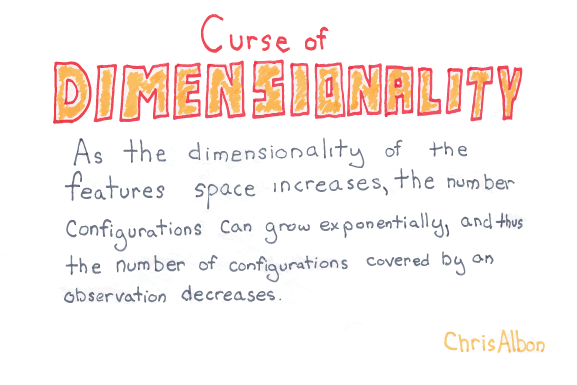 Curse of
DIMENSIONALITY
As the dimensionality of the
features space increases, the number
configurations can grow exponentially, and thus
the number of configurations covered by an
observation decreases.
ChrisAlbon